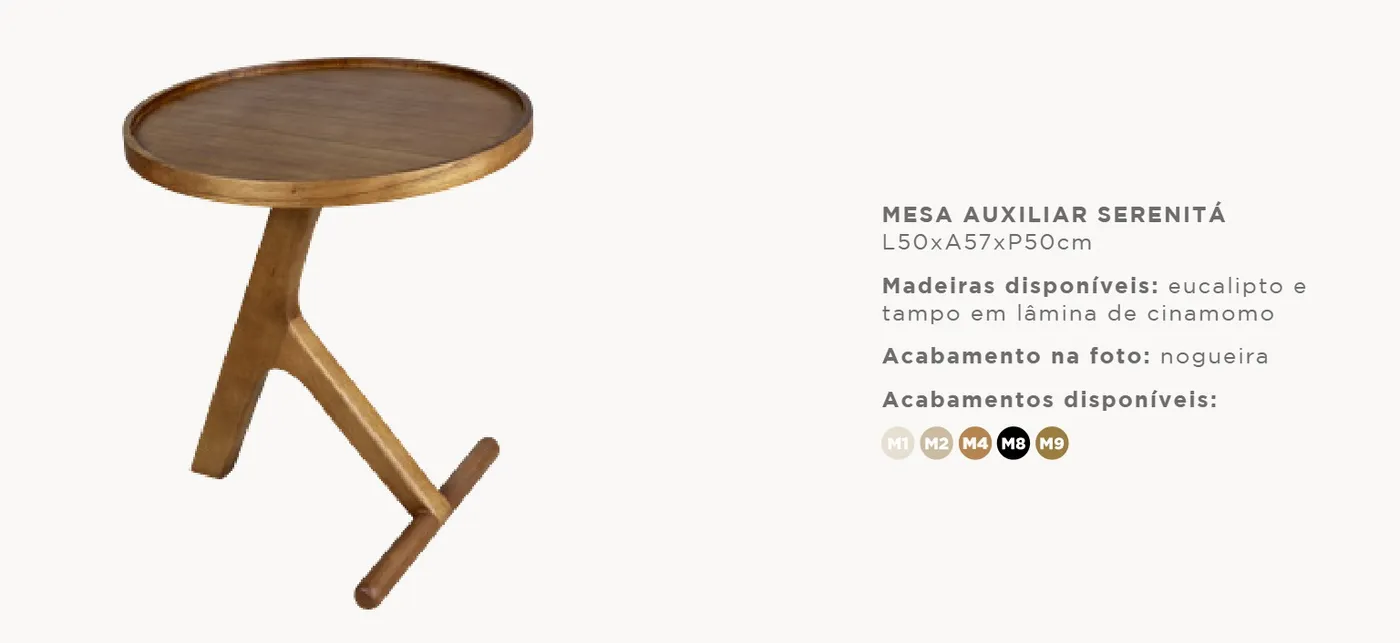 MESA AUXILIAR SERENITÁ
L50xA57xP50cm
Madeiras disponíveis: eucalipto e
tampo em lâmina de cinamomo
Acabamento na foto: nogueira
Acabamentos disponíveis:
M1 M2 M4 M8 M9